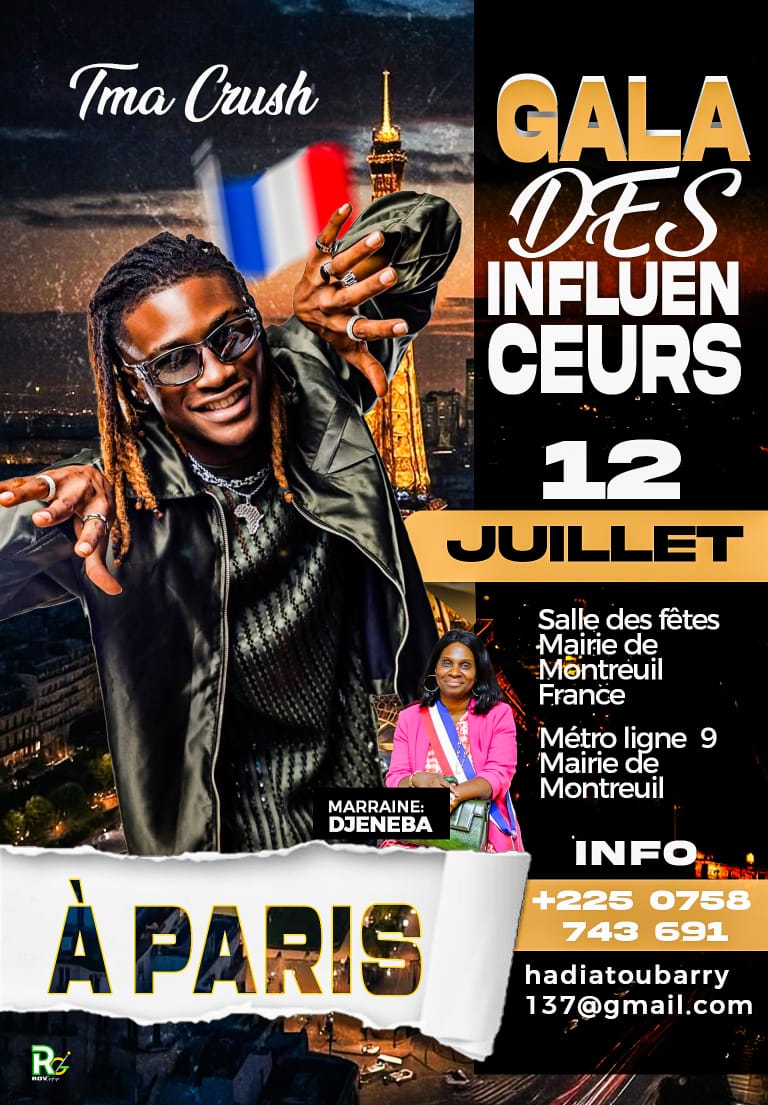 Tma Crush
GALA
DES
INFLUEN
CEURS
12
JUILLET
Salle des fêtes
Mairie de
Montreuil
France
Métro ligne 9
Mairie de
Montreuil
MARRAINE:
DJENEBA
INFO
+225 0758
743 691
hadiatoubarry
137@gmail.com
À PARIS
RG